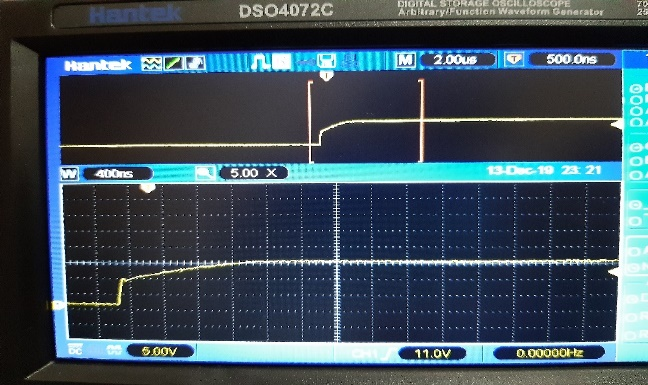 Hantek DSO4072C DIGITAL STORAGE OSCILLOSCOPE
Arbitrary/Function Waveform Generator
Hantek M 2.00us T 500.0ns
T
W 400ns 5.00 X 13-Dec-19 23:21
DC 5.00V CH1 11.0V 0.00000Hz